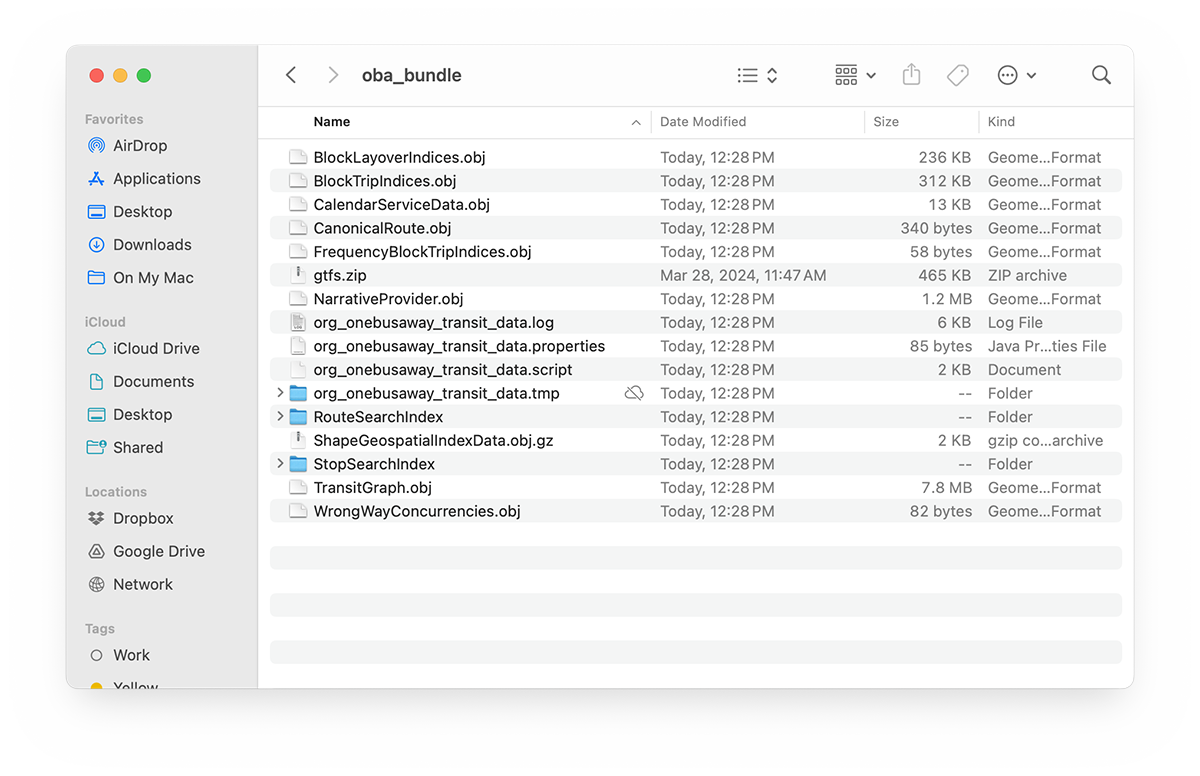 oba_bundle
Favorites
AirDrop
Applications
Desktop
Downloads
On My Mac
iCloud
iCloud Drive
Documents
Desktop
Shared
Locations
Dropbox
Google Drive
Network
Tags
Work
Yellow
Name Date Modified Size Kind
BlockLayoverIndices.obj Today, 12:28 PM 236 KB Geome...Format
BlockTripIndices.obj Today, 12:28 PM 312 KB Geome...Format
CalendarServiceData.obj Today, 12:28 PM 13 KB Geome...Format
CanonicalRoute.obj Today, 12:28 PM 340 bytes Geome...Format
FrequencyBlockTripIndices.obj Today, 12:28 PM 58 bytes Geome...Format
gtfs.zip Mar 28, 2024, 11:47 AM 465 KB ZIP archive
NarrativeProvider.obj Today, 12:28 PM 1.2 MB Geome...Format
org_onebusaway_transit_data.log Today, 12:28 PM 6 KB Log File
org_onebusaway_transit_data.properties Today, 12:28 PM 85 bytes Java Pr...ties File
org_onebusaway_transit_data.script Today, 12:28 PM 2 KB Document
org_onebusaway_transit_data.tmp Today, 12:28 PM -- Folder
RouteSearchIndex Today, 12:28 PM -- Folder
ShapeGeospatialIndexData.obj.gz Today, 12:28 PM 2 KB gzip co...archive
StopSearchIndex Today, 12:28 PM -- Folder
TransitGraph.obj Today, 12:28 PM 7.8 MB Geome...Format
WrongWayConcurrencies.obj Today, 12:28 PM 82 bytes Geome...Format